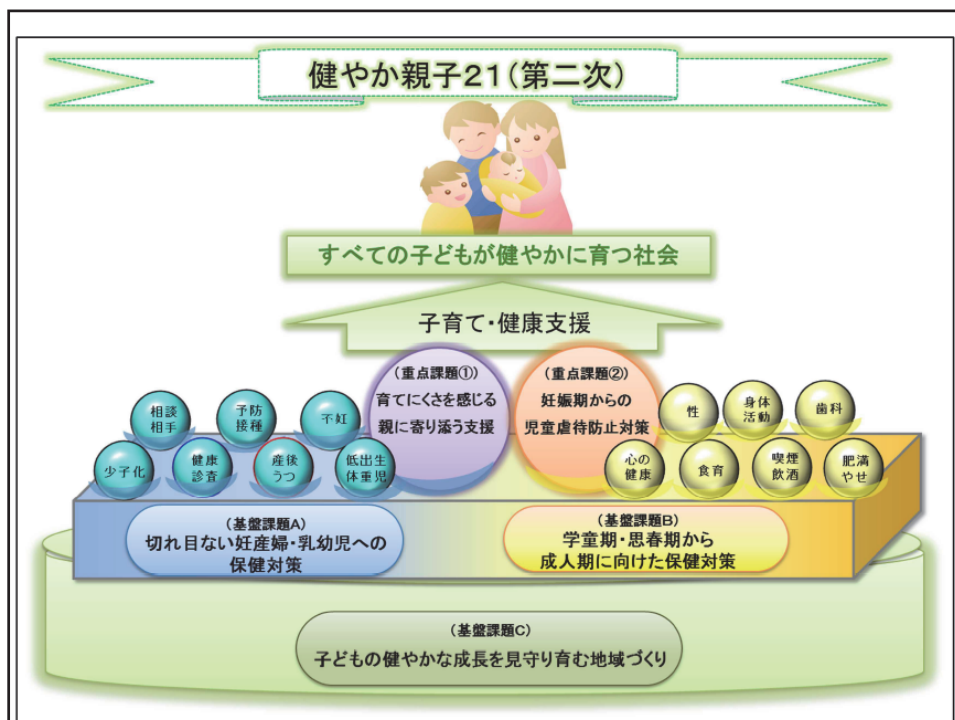 健やか親子21(第二次)
すべての子どもが健やかに育つ社会
子育て・健康支援
(重点課題①)
育てにくさを感じる
親に寄り添う支援
(重点課題②)
妊娠期からの
児童虐待防止対策
相談
相手
予防
接種
不妊
少子化
健康
診査
産後
うつ
低出生
体重児
性
身体
活動
歯科
心の
健康
食育
喫煙
飲酒
肥満
やせ
(基盤課題A)
切れ目ない妊産婦・乳幼児への
保健対策
(基盤課題B)
学童期・思春期から
成人期に向けた保健対策
(基盤課題C)
子どもの健やかな成長を見守り育む地域づくり